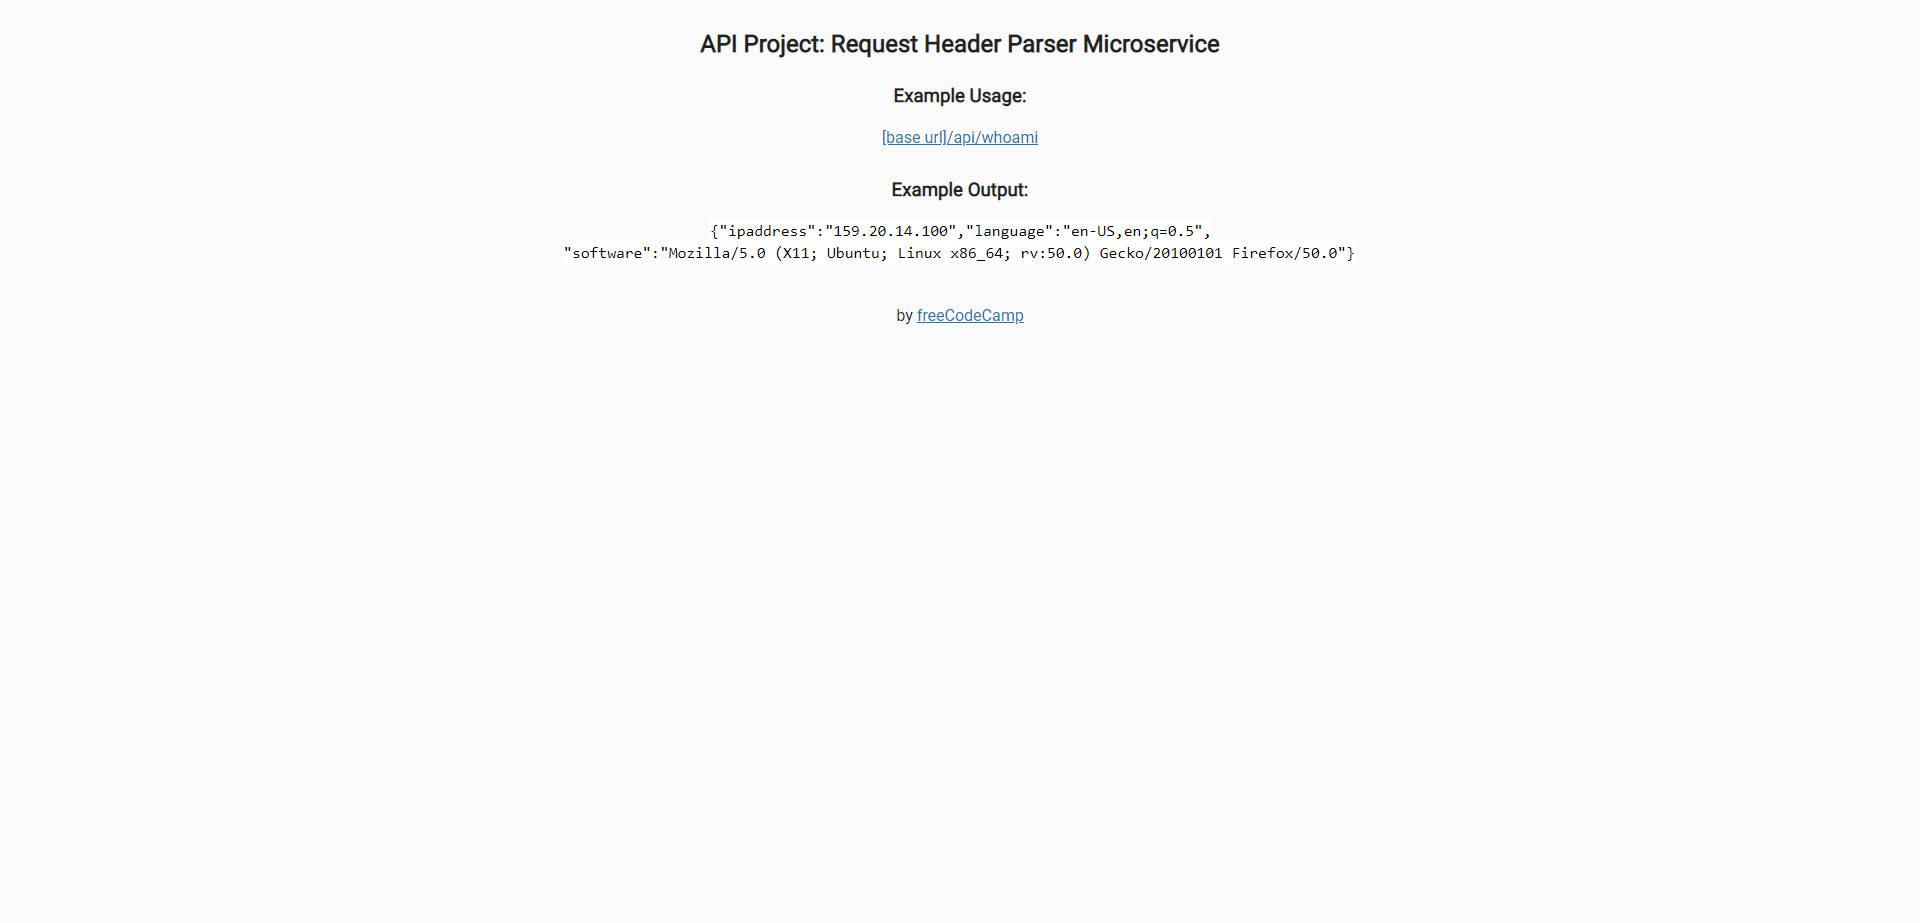 API Project: Request Header Parser Microservice
Example Usage:
[base url]/api/whoami
Example Output:
{"ipaddress":"159.20.14.100","language":"en-US,en;q=0.5",
"software":"Mozilla/5.0 (X11; Ubuntu; Linux x86_64; rv:50.0) Gecko/20100101 Firefox/50.0"}
by freeCodeCamp